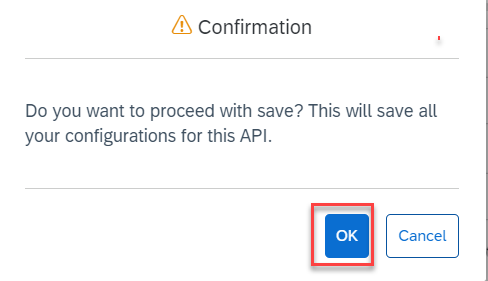 Confirmation
Do you want to proceed with save? This will save all
your configurations for this API.
OK
Cancel